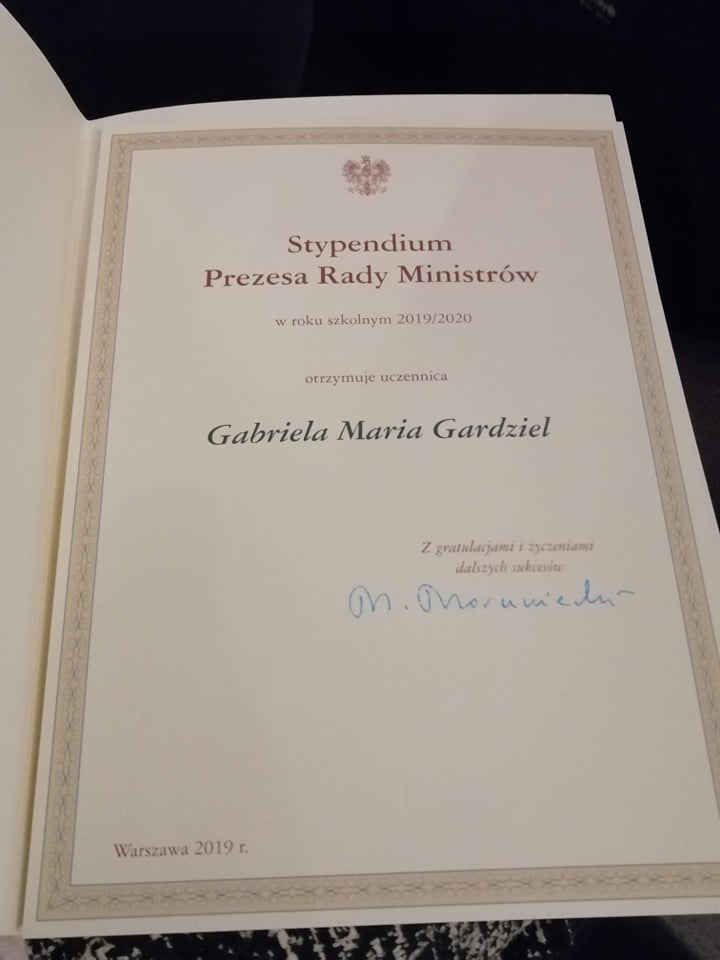 Stypendium
Prezesa Rady Ministrów
w roku szkolnym 2019/2020
otrzymuje uczennica
Gabriela Maria Gardziel
Z gratulacjami i życzeniami
dalszych sukcesów
M. Morawiecki
Warszawa 2019 r.